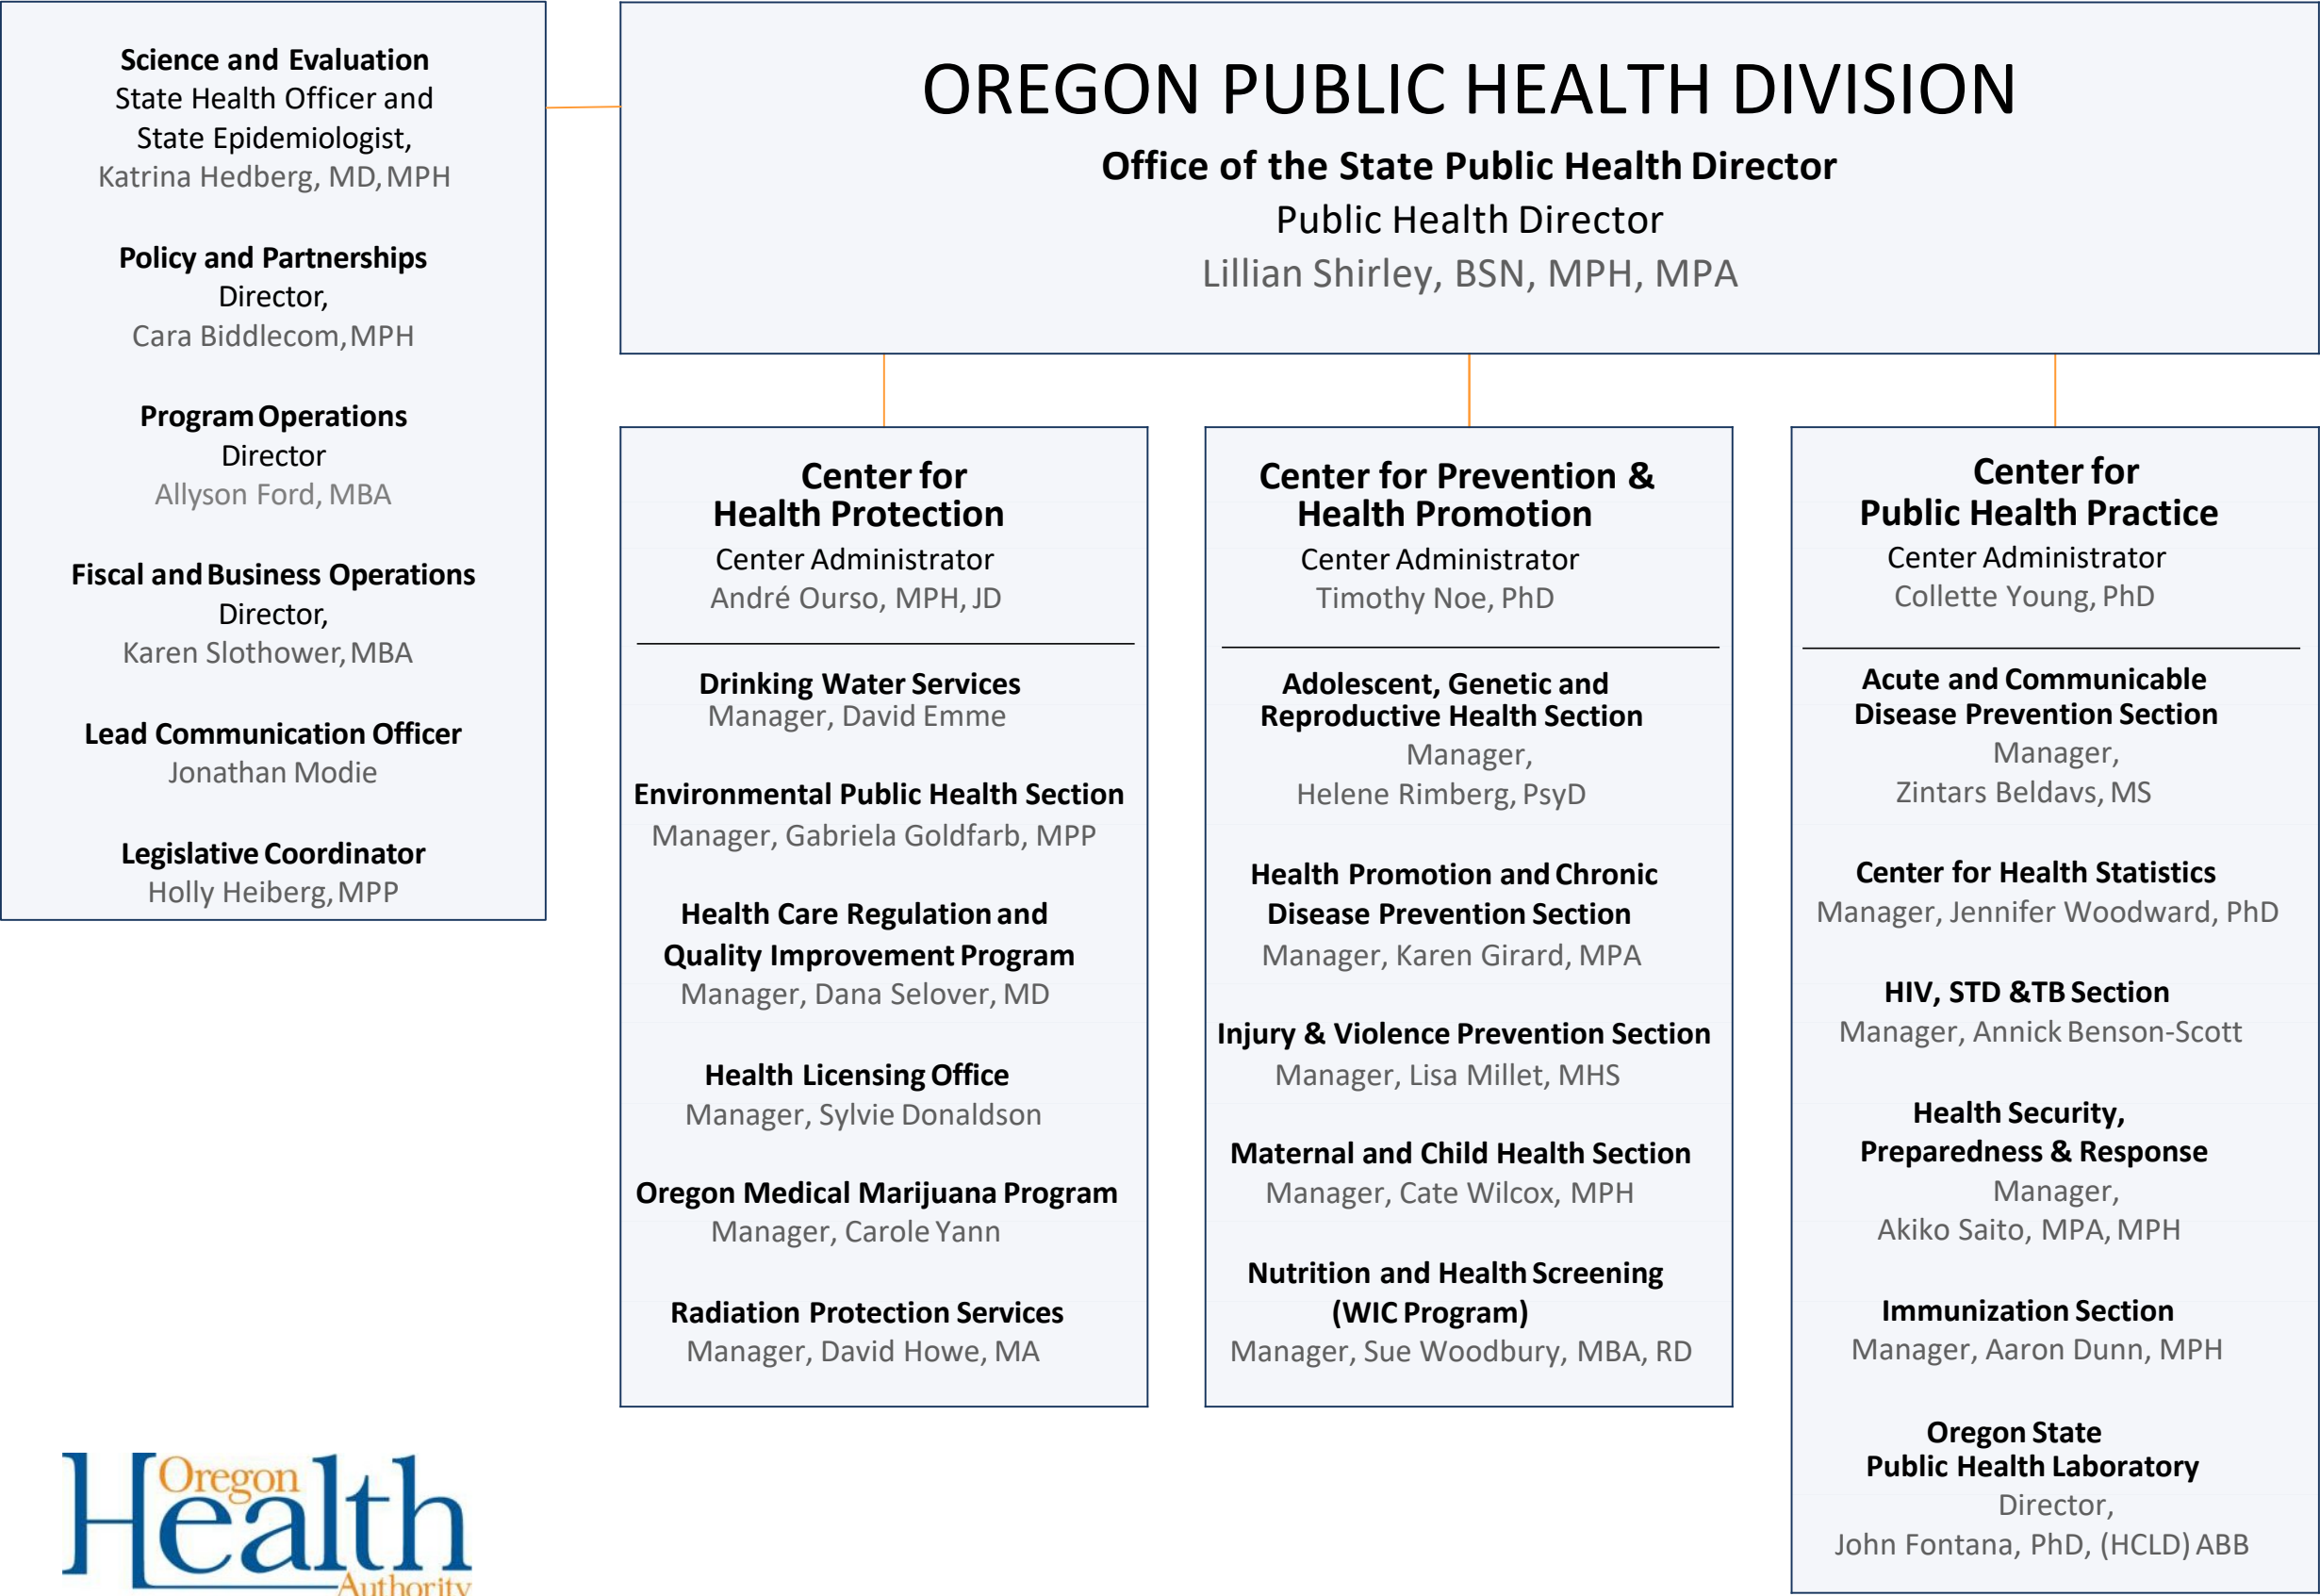 Science and Evaluation
State Health Officer and
State Epidemiologist,
Katrina Hedberg, MD, MPH
Policy and Partnerships
Director,
Cara Biddlecom, MPH
Program Operations
Director
Allyson Ford, MBA
Fiscal and Business Operations
Director,
Karen Slothower, MBA
Lead Communication Officer
Jonathan Modie
Legislative Coordinator
Holly Heiberg, MPP
OREGON PUBLIC HEALTH DIVISION
Office of the State Public Health Director
Public Health Director
Lillian Shirley, BSN, MPH, MPA
Center for
Health Protection
Center Administrator
André Ourso, MPH, JD
Drinking Water Services
Manager, David Emme
Environmental Public Health Section
Manager, Gabriela Goldfarb, MPP
Health Care Regulation and
Quality Improvement Program
Manager, Dana Selover, MD
Health Licensing Office
Manager, Sylvie Donaldson
Oregon Medical Marijuana Program
Manager, Carole Yann
Radiation Protection Services
Manager, David Howe, MA
Center for Prevention &
Health Promotion
Center Administrator
Timothy Noe, PhD
Adolescent, Genetic and
Reproductive Health Section
Manager,
Helene Rimberg, PsyD
Health Promotion and Chronic
Disease Prevention Section
Manager, Karen Girard, MPA
Injury & Violence Prevention Section
Manager, Lisa Millet, MHS
Maternal and Child Health Section
Manager, Cate Wilcox, MPH
Nutrition and Health Screening
(WIC Program)
Manager, Sue Woodbury, MBA, RD
Center for
Public Health Practice
Center Administrator
Collette Young, PhD
Acute and Communicable
Disease Prevention Section
Manager,
Zintars Beldavs, MS
Center for Health Statistics
Manager, Jennifer Woodward, PhD
HIV, STD &TB Section
Manager, Annick Benson-Scott
Health Security,
Preparedness & Response
Manager,
Akiko Saito, MPA, MPH
Immunization Section
Manager, Aaron Dunn, MPH
Oregon State
Public Health Laboratory
Director,
John Fontana, PhD, (HCLD) ABB
Oregon
Health
Authority